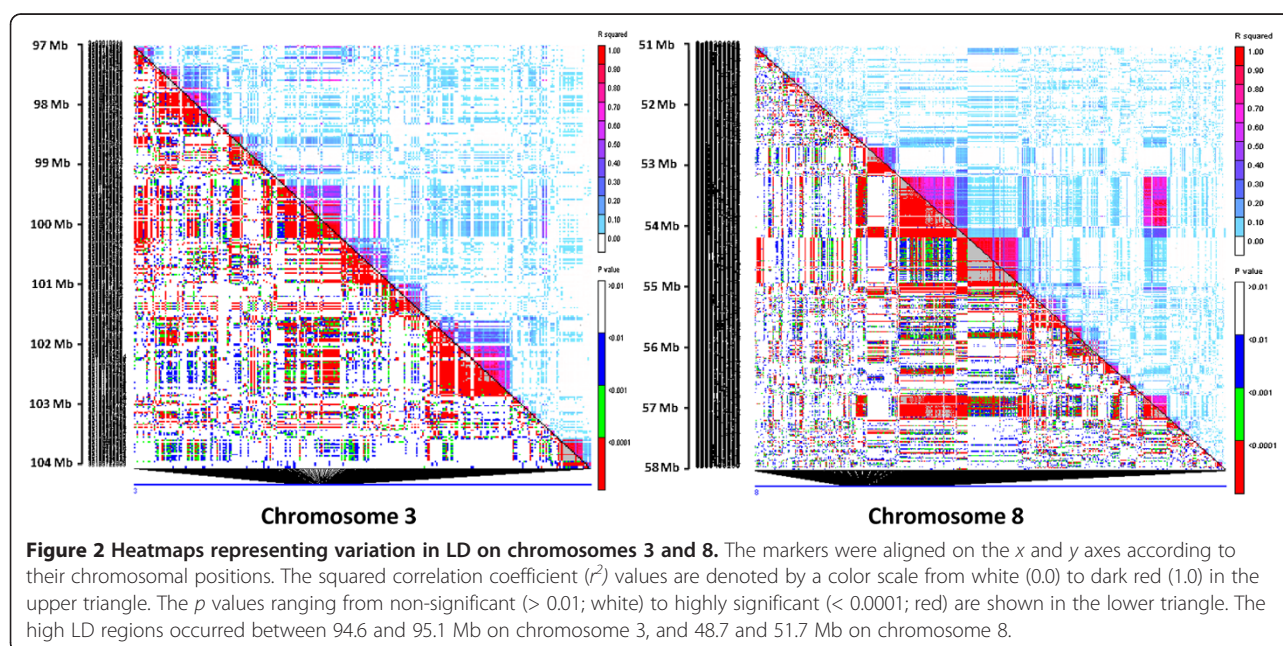 97 Mb
98 Mb
99 Mb
100 Mb
101 Mb
102 Mb
103 Mb
104 Mb
R squared
1.00
0.90
0.80
0.70
0.60
0.50
0.40
0.30
0.20
0.10
0.00
P value
>0.01
<0.01
<0.001
<0.0001
3
Chromosome 3
51 Mb
52 Mb
53 Mb
54 Mb
55 Mb
56 Mb
57 Mb
58 Mb
R squared
1.00
0.90
0.80
0.70
0.60
0.50
0.40
0.30
0.20
0.10
0.00
P value
>0.01
<0.01
<0.001
<0.0001
8
Chromosome 8
Figure 2 Heatmaps representing variation in LD on chromosomes 3 and 8. The markers were aligned on the x and y axes according to
their chromosomal positions. The squared correlation coefficient (r²) values are denoted by a color scale from white (0.0) to dark red (1.0) in the
upper triangle. The p values ranging from non-significant (> 0.01; white) to highly significant (< 0.0001; red) are shown in the lower triangle. The
high LD regions occurred between 94.6 and 95.1 Mb on chromosome 3, and 48.7 and 51.7 Mb on chromosome 8.